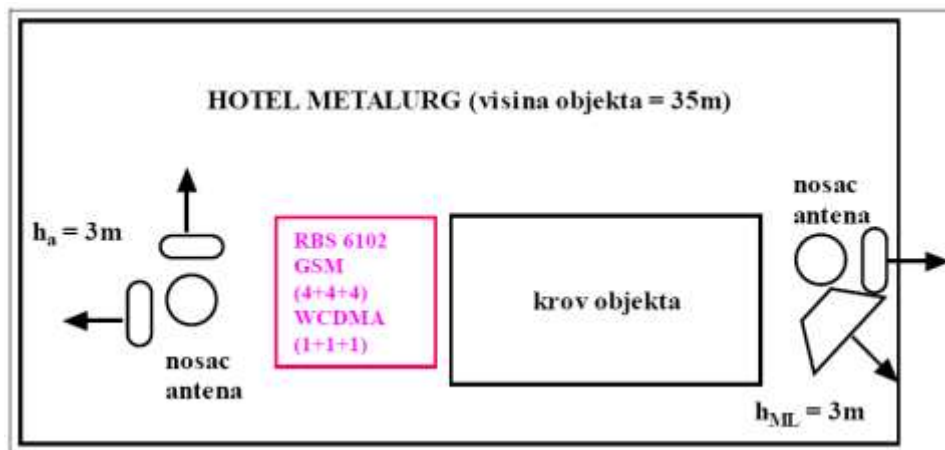 HOTEL METALURG (visina objekta = 35m)
h_a = 3m
nosac
antena
RBS 6102
GSM
(4+4+4)
WCDMA
(1+1+1)
krov objekta
nosac
antena
h_ML = 3m